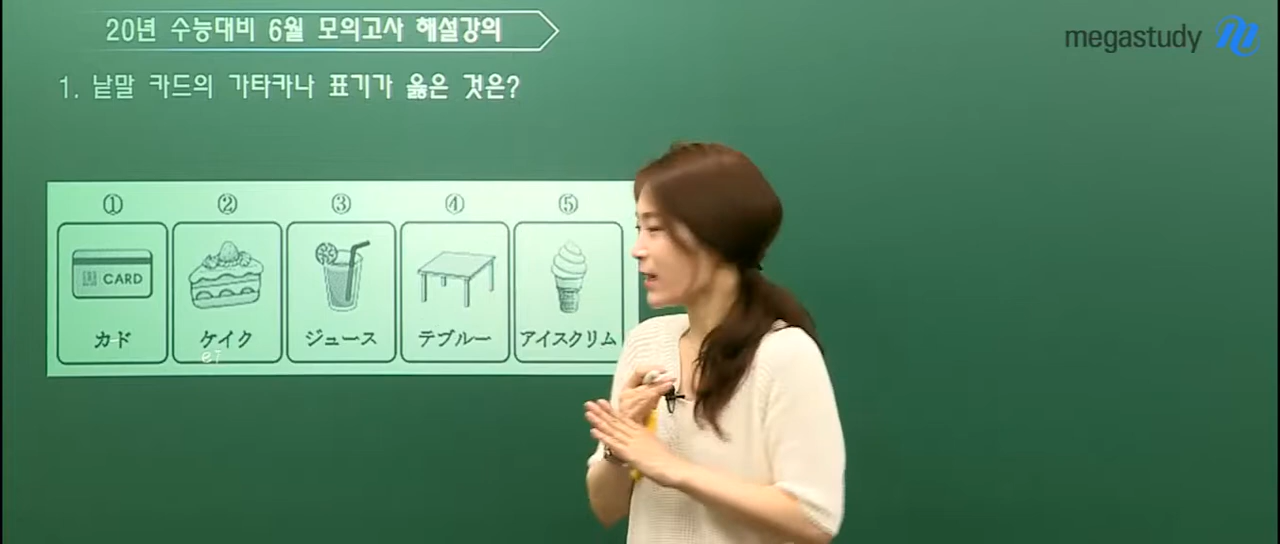 20년 수능대비 6월 모의고사 해설강의
megastudy
1. 낱말 카드의 가타카나 표기가 옳은 것은?
① ② ③ ④ ⑤
CARD
カド ケイク ジュース テブルー アイスクリム
ei